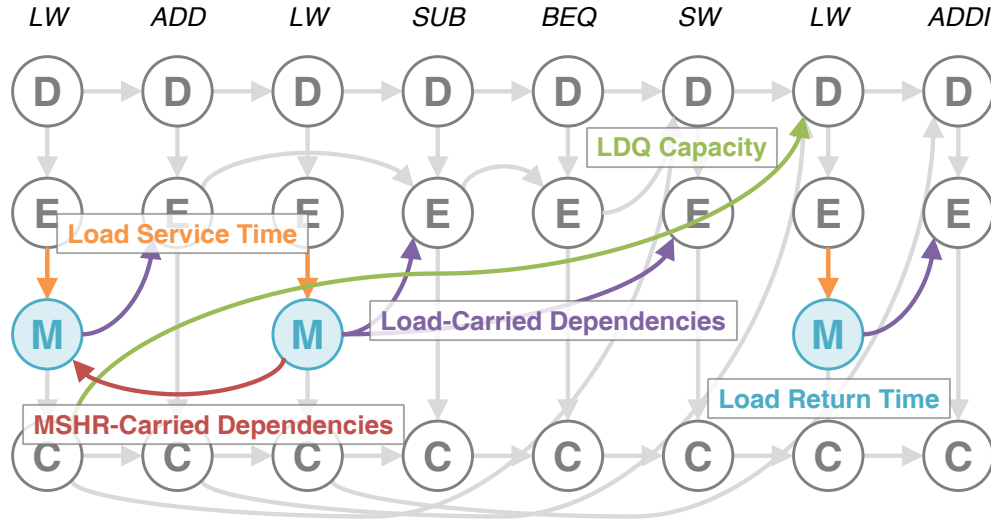 LW ADD LW SUB BEQ SW LW ADDI
D D D D D D D D
LDQ Capacity
E E E E E E E E
Load Service Time
M M M
Load-Carried Dependencies
Load Return Time
MSHR-Carried Dependencies
C C C C C C C C